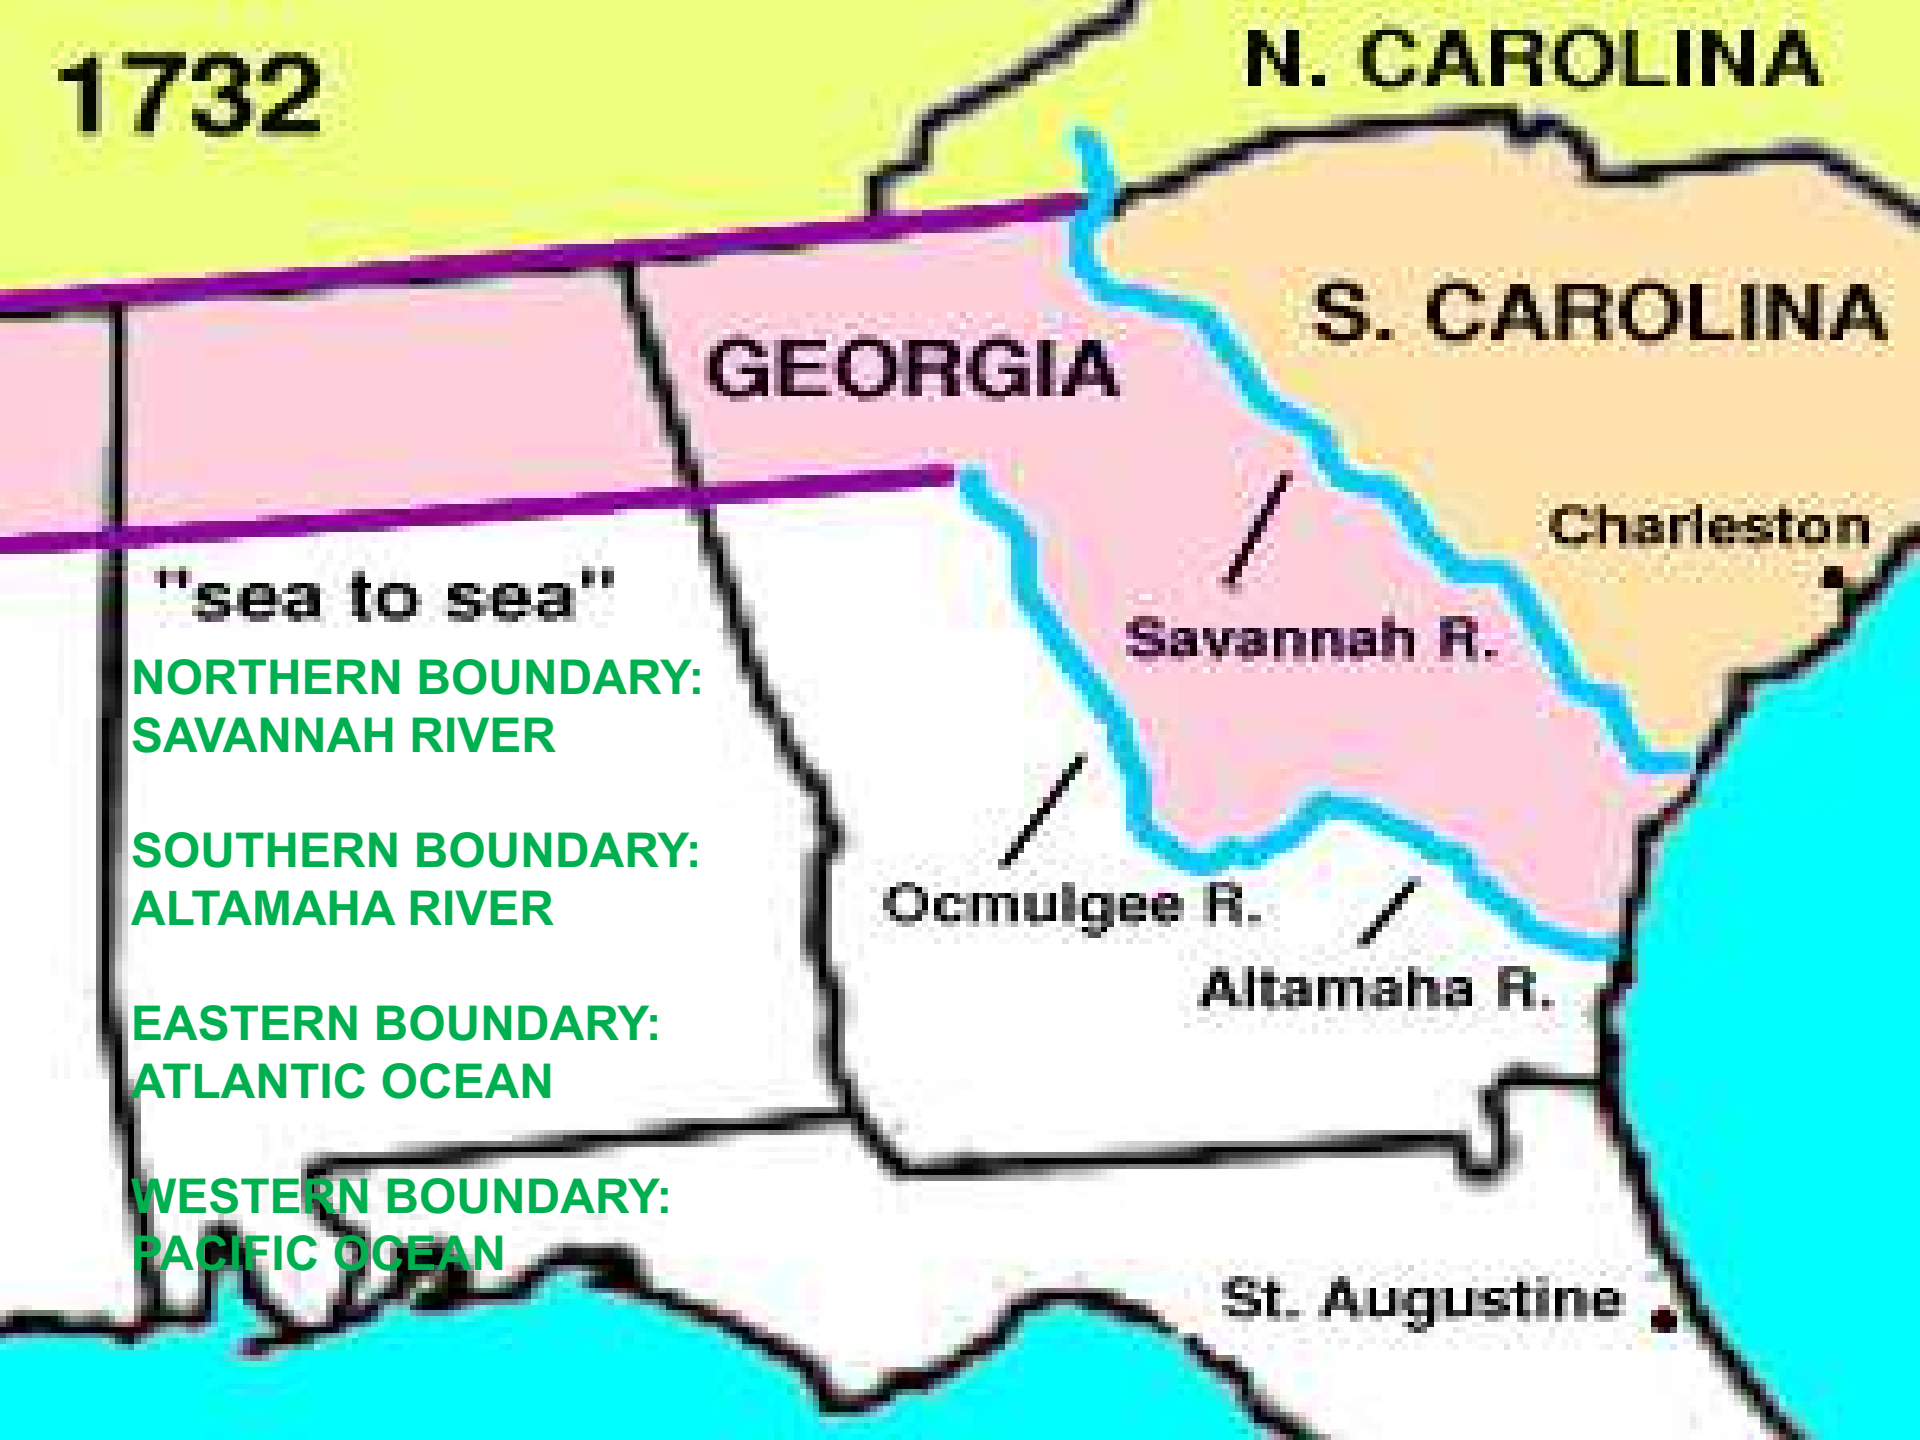 1732
N. CAROLINA
S. CAROLINA
GEORGIA
Charleston
"sea to sea"
Savannah R.
NORTHERN BOUNDARY:
SAVANNAH RIVER
SOUTHERN BOUNDARY:
ALTAMAHA RIVER
Ocmulgee R.
Altamaha R.
EASTERN BOUNDARY:
ATLANTIC OCEAN
WESTERN BOUNDARY:
PACIFIC OCEAN
St. Augustine